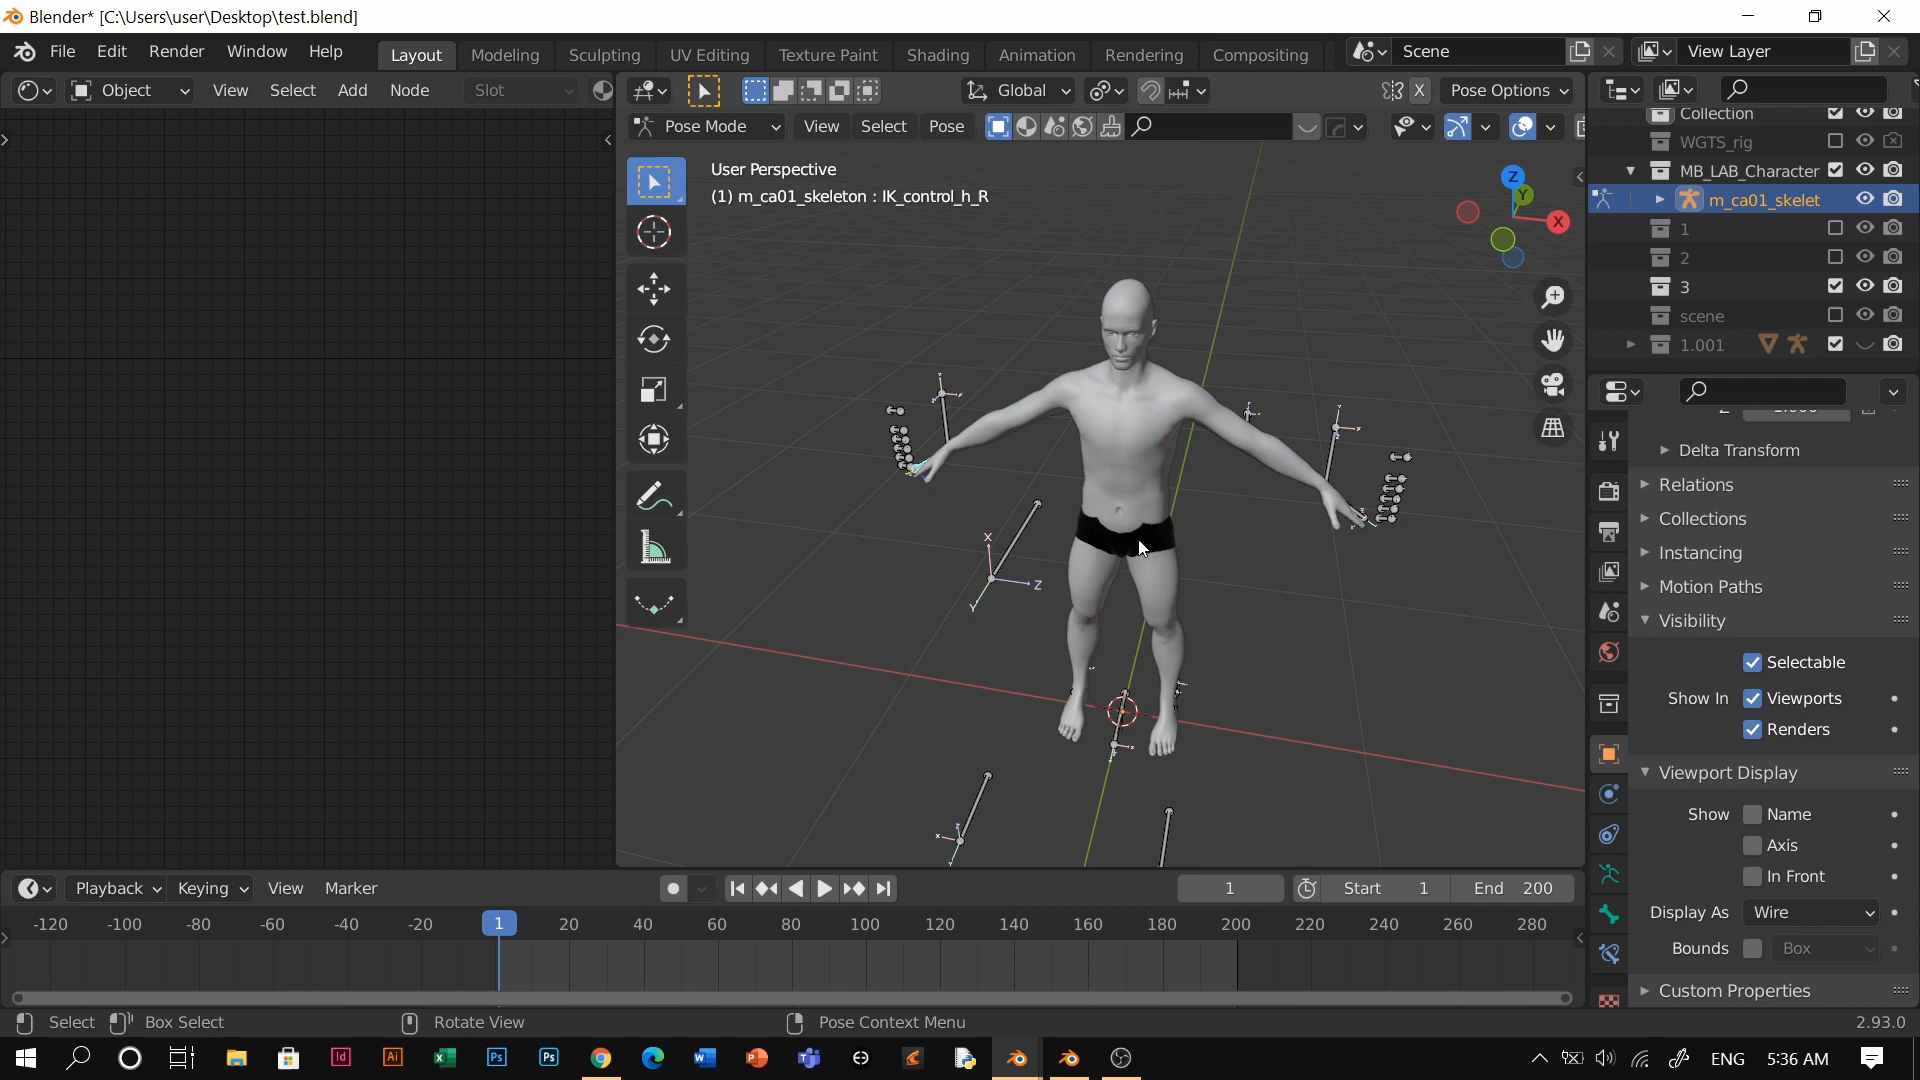 Blender* [C:\Users\user\Desktop\test.blend]
File Edit Render Window Help
Layout Modeling Sculpting UV Editing Texture Paint Shading Animation Rendering Compositing
Scene
View Layer
Object View Select Add Node Slot
Global
X
Pose Options
Pose Mode View Select Pose
User Perspective
(1) m_ca01_skeleton : IK_control_h_R
Z
Y
X
X
Z
Y
Collection
WGTS_rig
MB_LAB_Character
m_ca01_skelet
1
2
3
scene
1.001
Delta Transform
Relations
Collections
Instancing
Motion Paths
Visibility
Selectable
Show In Viewports
Renders
Viewport Display
Show Name
Axis
In Front
Display As Wire
Bounds Box
Custom Properties
Playback Keying View Marker
1
Start 1
End 200
-120 -100 -80 -60 -40 -20 1 20 40 60 80 100 120 140 160 180 200 220 240 260 280
Select Box Select Rotate View Pose Context Menu
2.93.0
Id Ai Ps Ps
ENG 5:36 AM